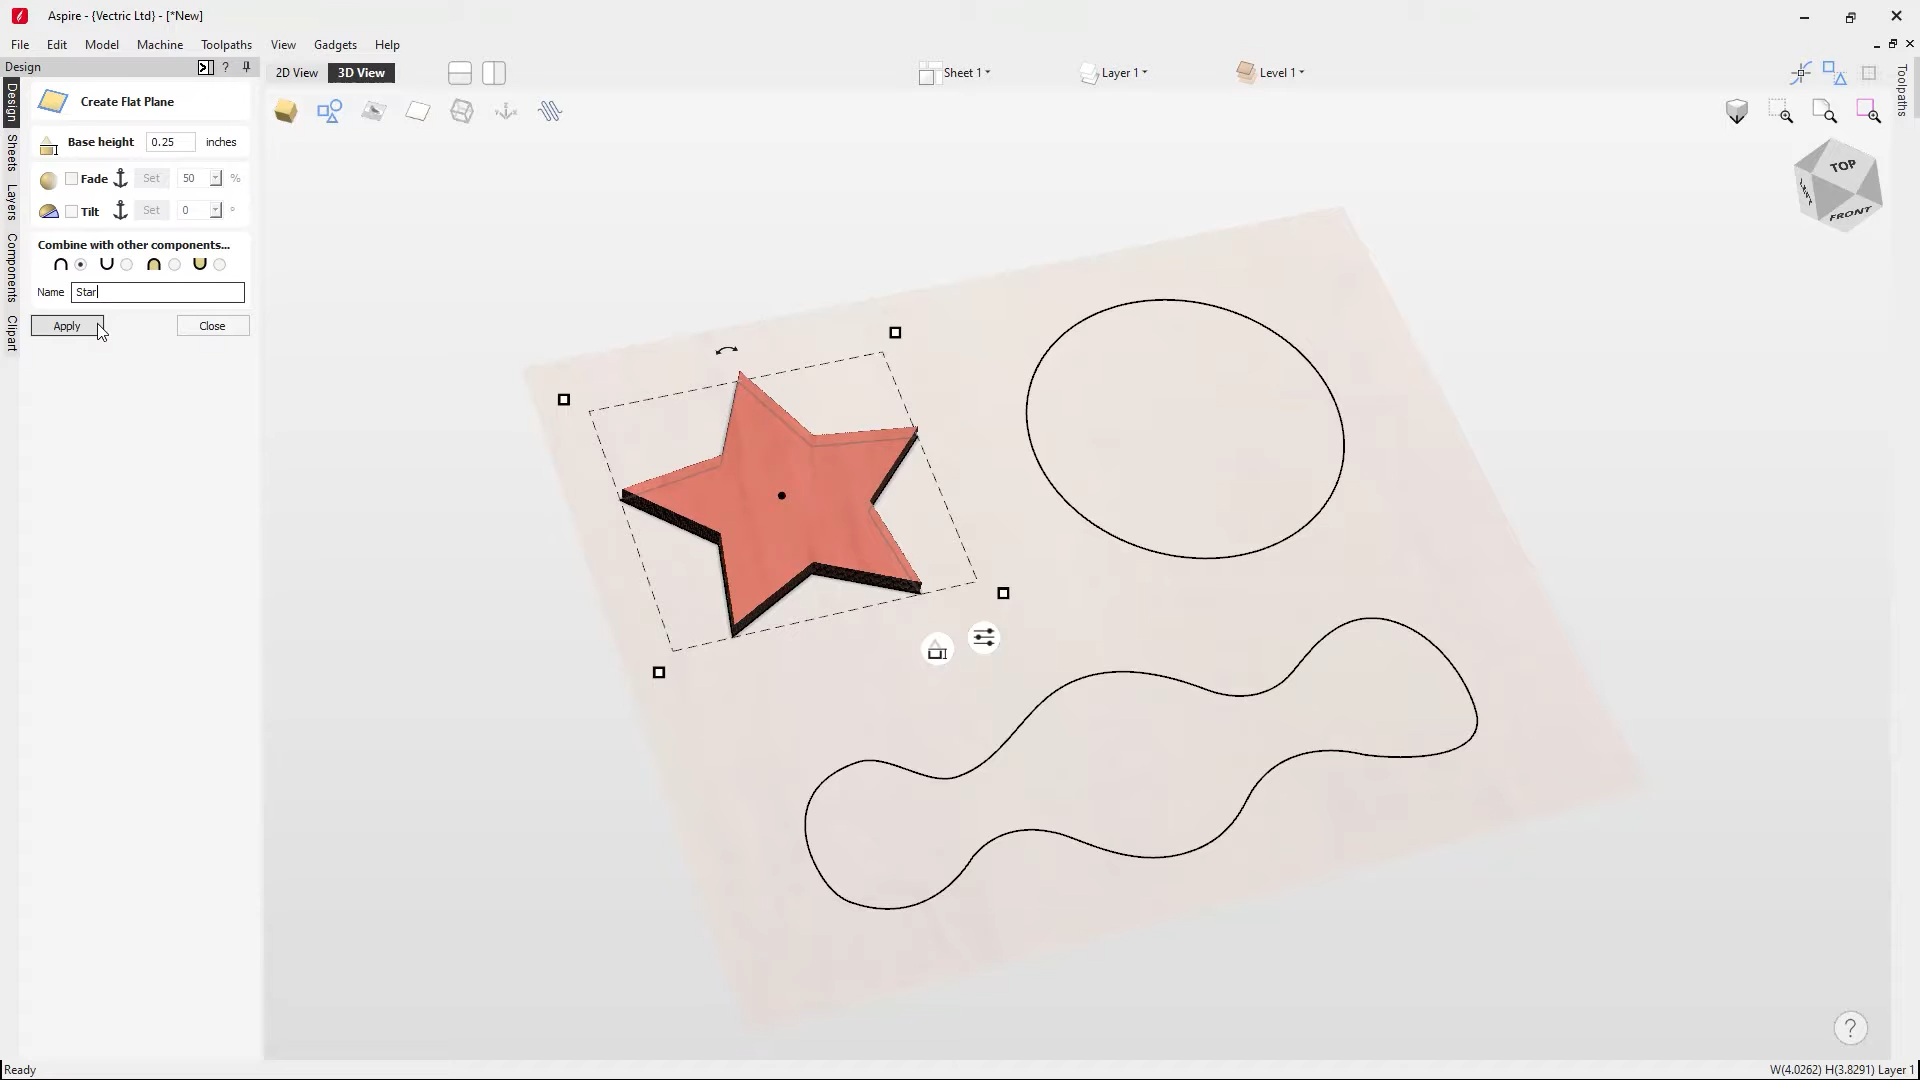 Aspire - {Vectric Ltd} - [*New]
File Edit Model Machine Toolpaths View Gadgets Help
Design
2D View 3D View Sheet 1 Layer 1 Level 1
Design
Sheets
Layers
Components
Clipart
Create Flat Plane
Base height 0.25 inches
Fade Set 50 %
Tilt Set 0 °
Combine with other components...
Name Star
Apply Close
Toolpaths
TOP
LEFT
FRONT
?
Ready
W(4.0262) H(3.8291) Layer 1